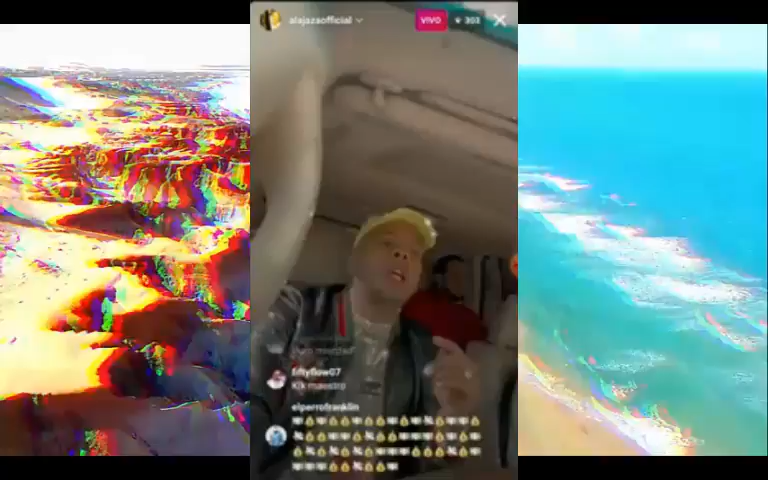 alajazaofficial
VIVO
303
fiftyflow07
Klk maestro
elperrofranklin